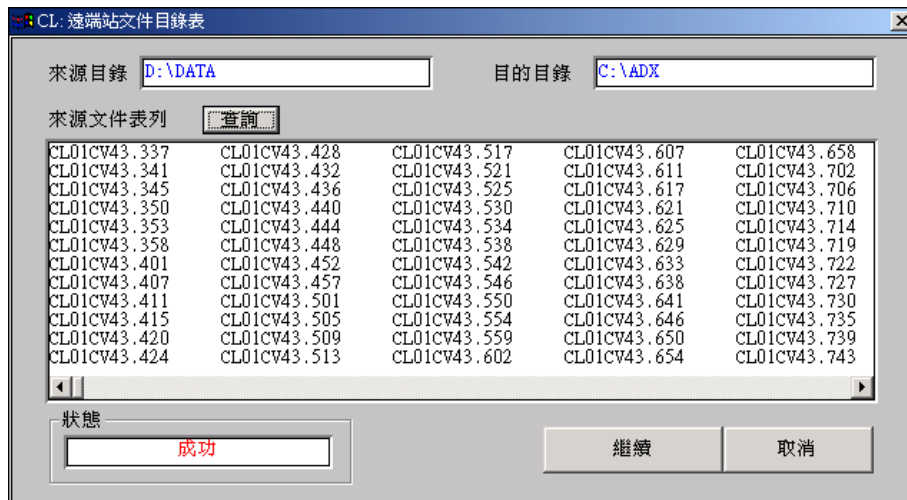 CL: 遠端站文件目錄表
來源目錄 D:\DATA 目的目錄 C:\ADX
來源文件表列 查詢
CL01CV43.337 CL01CV43.428 CL01CV43.517 CL01CV43.607 CL01CV43.658
CL01CV43.341 CL01CV43.432 CL01CV43.521 CL01CV43.611 CL01CV43.702
CL01CV43.345 CL01CV43.436 CL01CV43.525 CL01CV43.617 CL01CV43.706
CL01CV43.350 CL01CV43.440 CL01CV43.530 CL01CV43.621 CL01CV43.710
CL01CV43.353 CL01CV43.444 CL01CV43.534 CL01CV43.625 CL01CV43.714
CL01CV43.358 CL01CV43.448 CL01CV43.538 CL01CV43.629 CL01CV43.719
CL01CV43.401 CL01CV43.452 CL01CV43.542 CL01CV43.633 CL01CV43.722
CL01CV43.407 CL01CV43.457 CL01CV43.546 CL01CV43.638 CL01CV43.727
CL01CV43.411 CL01CV43.501 CL01CV43.550 CL01CV43.641 CL01CV43.730
CL01CV43.415 CL01CV43.505 CL01CV43.554 CL01CV43.646 CL01CV43.735
CL01CV43.420 CL01CV43.509 CL01CV43.559 CL01CV43.650 CL01CV43.739
CL01CV43.424 CL01CV43.513 CL01CV43.602 CL01CV43.654 CL01CV43.743
狀態
成功 繼續 取消